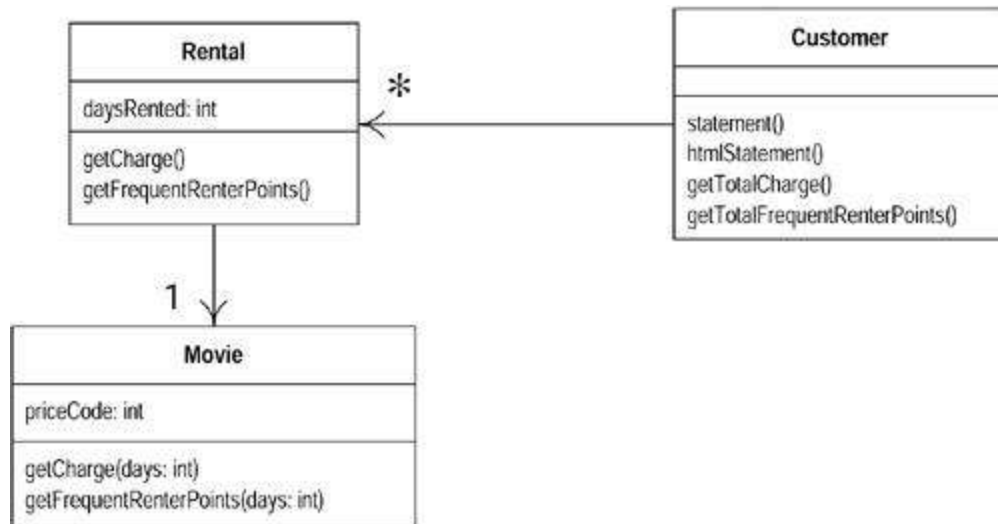 Rental
daysRented: int
getCharge()
getFrequentRenterPoints()
*
Customer
statement()
htmlStatement()
getTotalCharge()
getTotalFrequentRenterPoints()
1
Movie
priceCode: int
getCharge(days: int)
getFrequentRenterPoints(days: int)